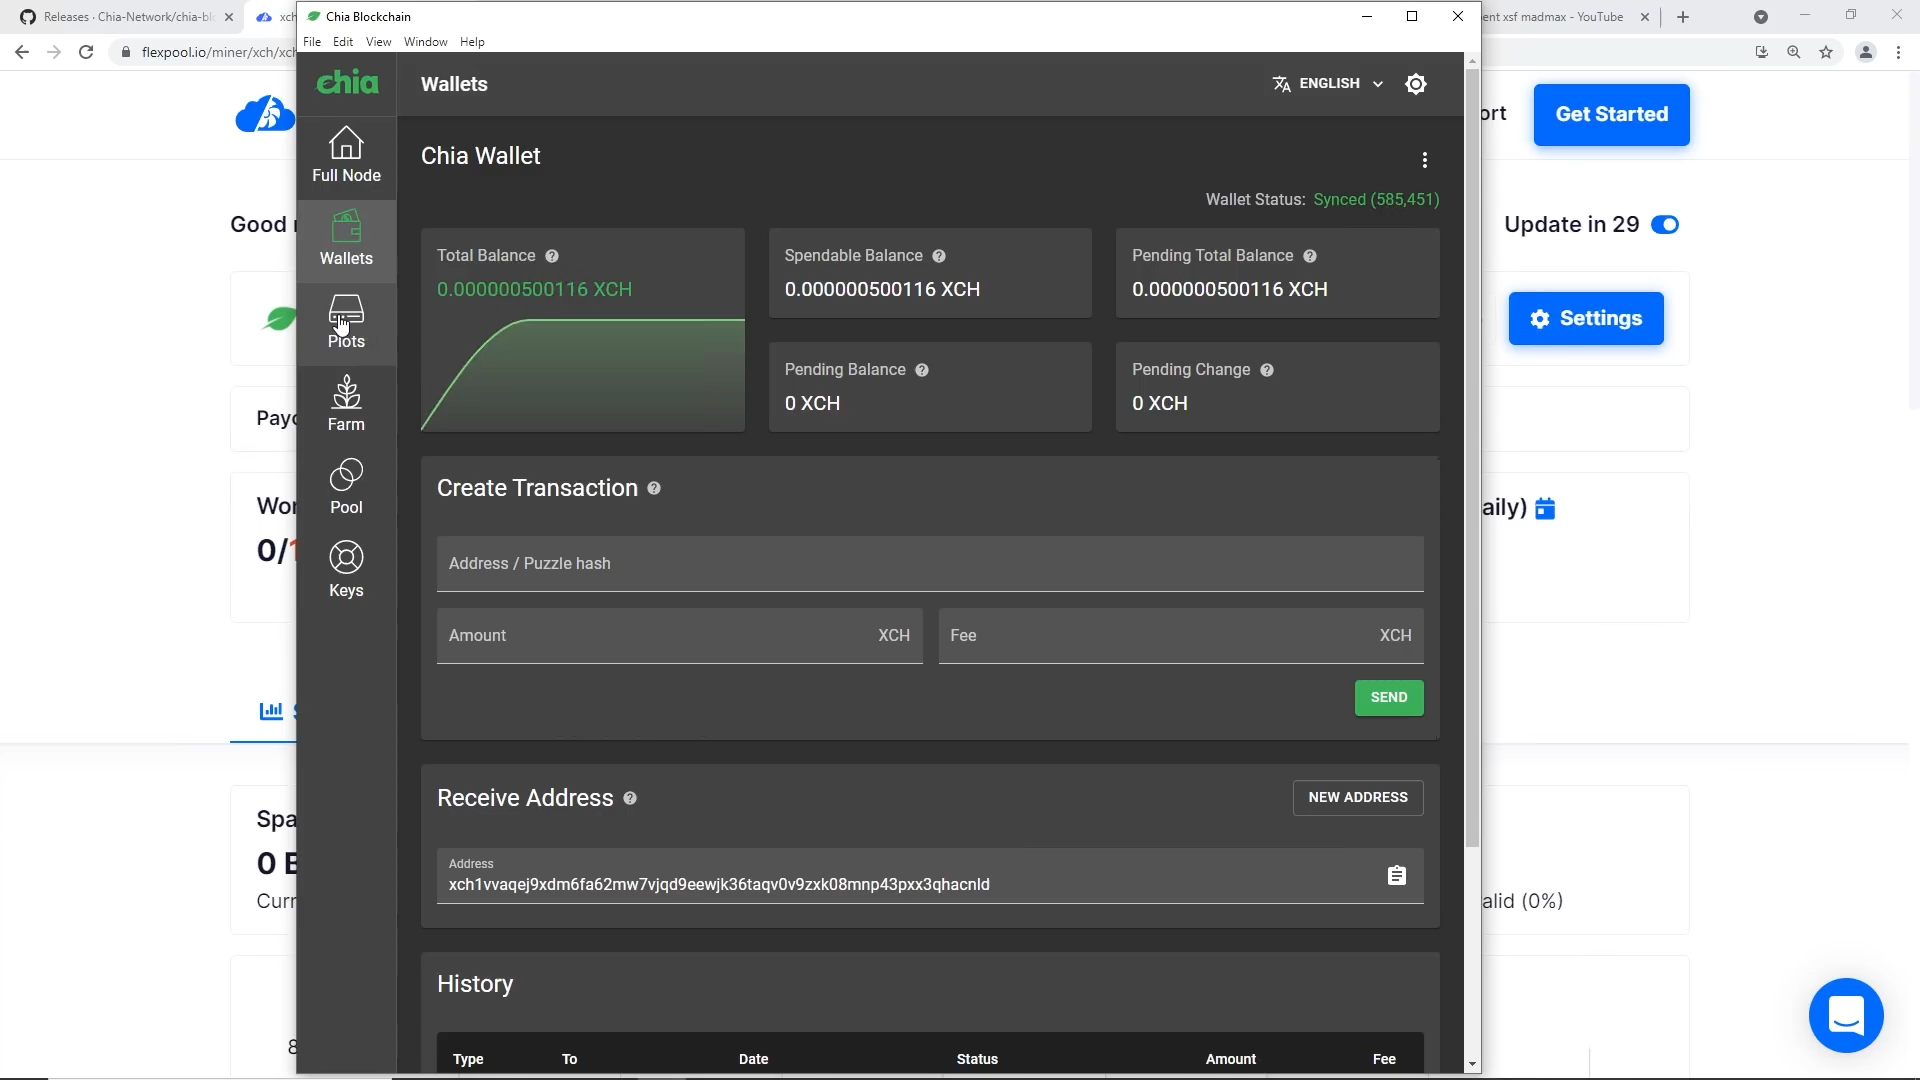 Releases · Chia-Network/chia-bl
xch
Chia Blockchain
ent xsf madmax - YouTube
File Edit View Window Help
flexpool.io/miner/xch/xch
chia
Wallets
ENGLISH
ort
Get Started
Full Node
Wallets
Plots
Farm
Pool
Keys
Chia Wallet
Wallet Status: Synced (585,451)
Good
Update in 29
Total Balance
0.000000500116 XCH
Spendable Balance
0.000000500116 XCH
Pending Total Balance
0.000000500116 XCH
Settings
Pending Balance
0 XCH
Pending Change
0 XCH
Payo
Create Transaction
Wor
aily)
0/1
Address / Puzzle hash
Amount XCH
Fee XCH
SEND
Receive Address
NEW ADDRESS
Spa
0 B
Curr
alid (0%)
Address
xch1vvaqej9xdm6fa62mw7vjqd9eewjk36taqv0v9zxk08mnp43pxx3qhacnld
History
8
Type To Date Status Amount Fee